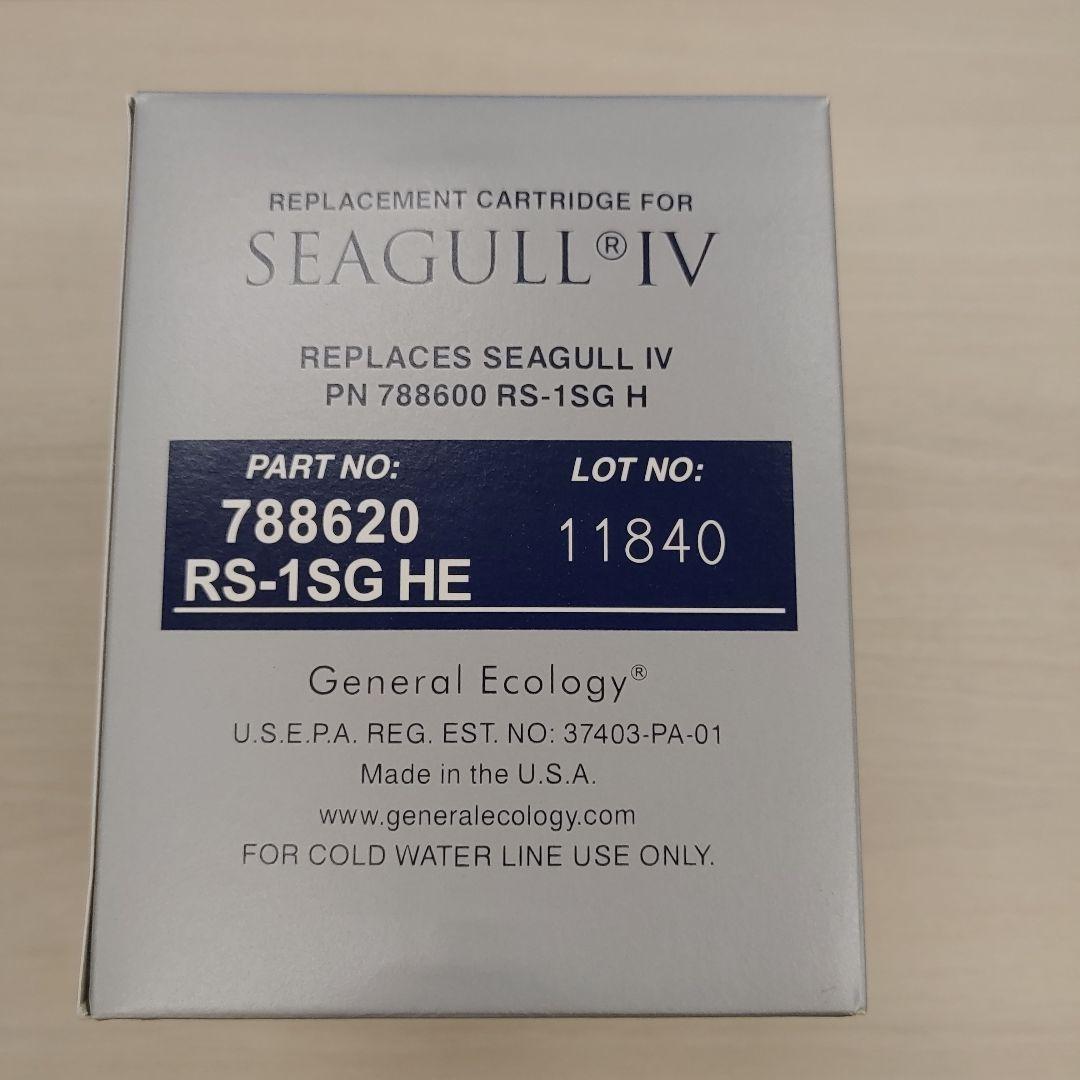 REPLACEMENT CARTRIDGE FOR
SEAGULL® IV
REPLACES SEAGULL IV
PN 788600 RS-1SG H
PART NO: LOT NO:
788620 11840
RS-1SG HE
General Ecology®
U.S.E.P.A. REG. EST. NO: 37403-PA-01
Made in the U.S.A.
www.generalecology.com
FOR COLD WATER LINE USE ONLY.